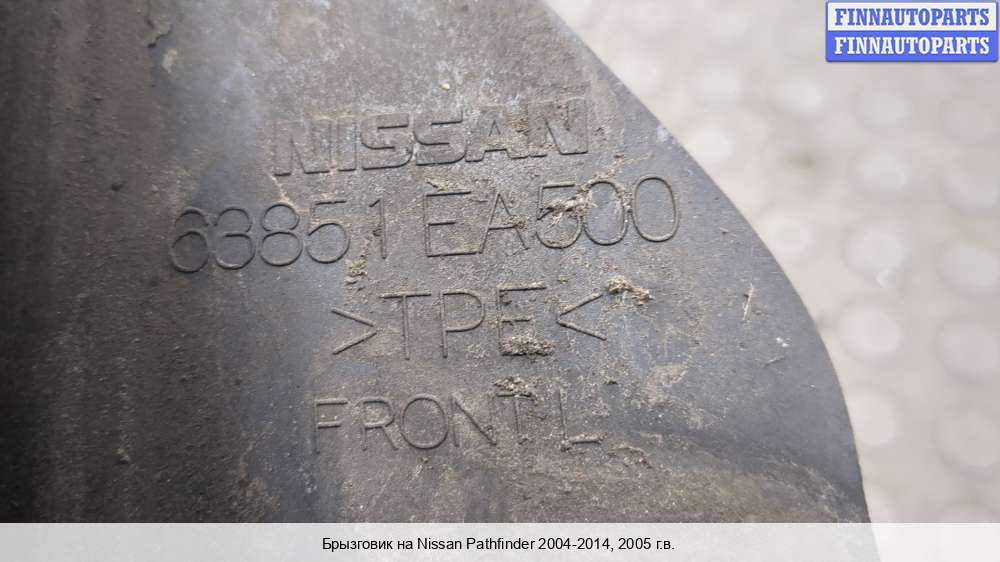 FINNAUTOPARTS
FINNAUTOPARTS
NISSAN
63851 EA500
>TPE<
FRONT L
Брызговик на Nissan Pathfinder 2004-2014, 2005 г.в.